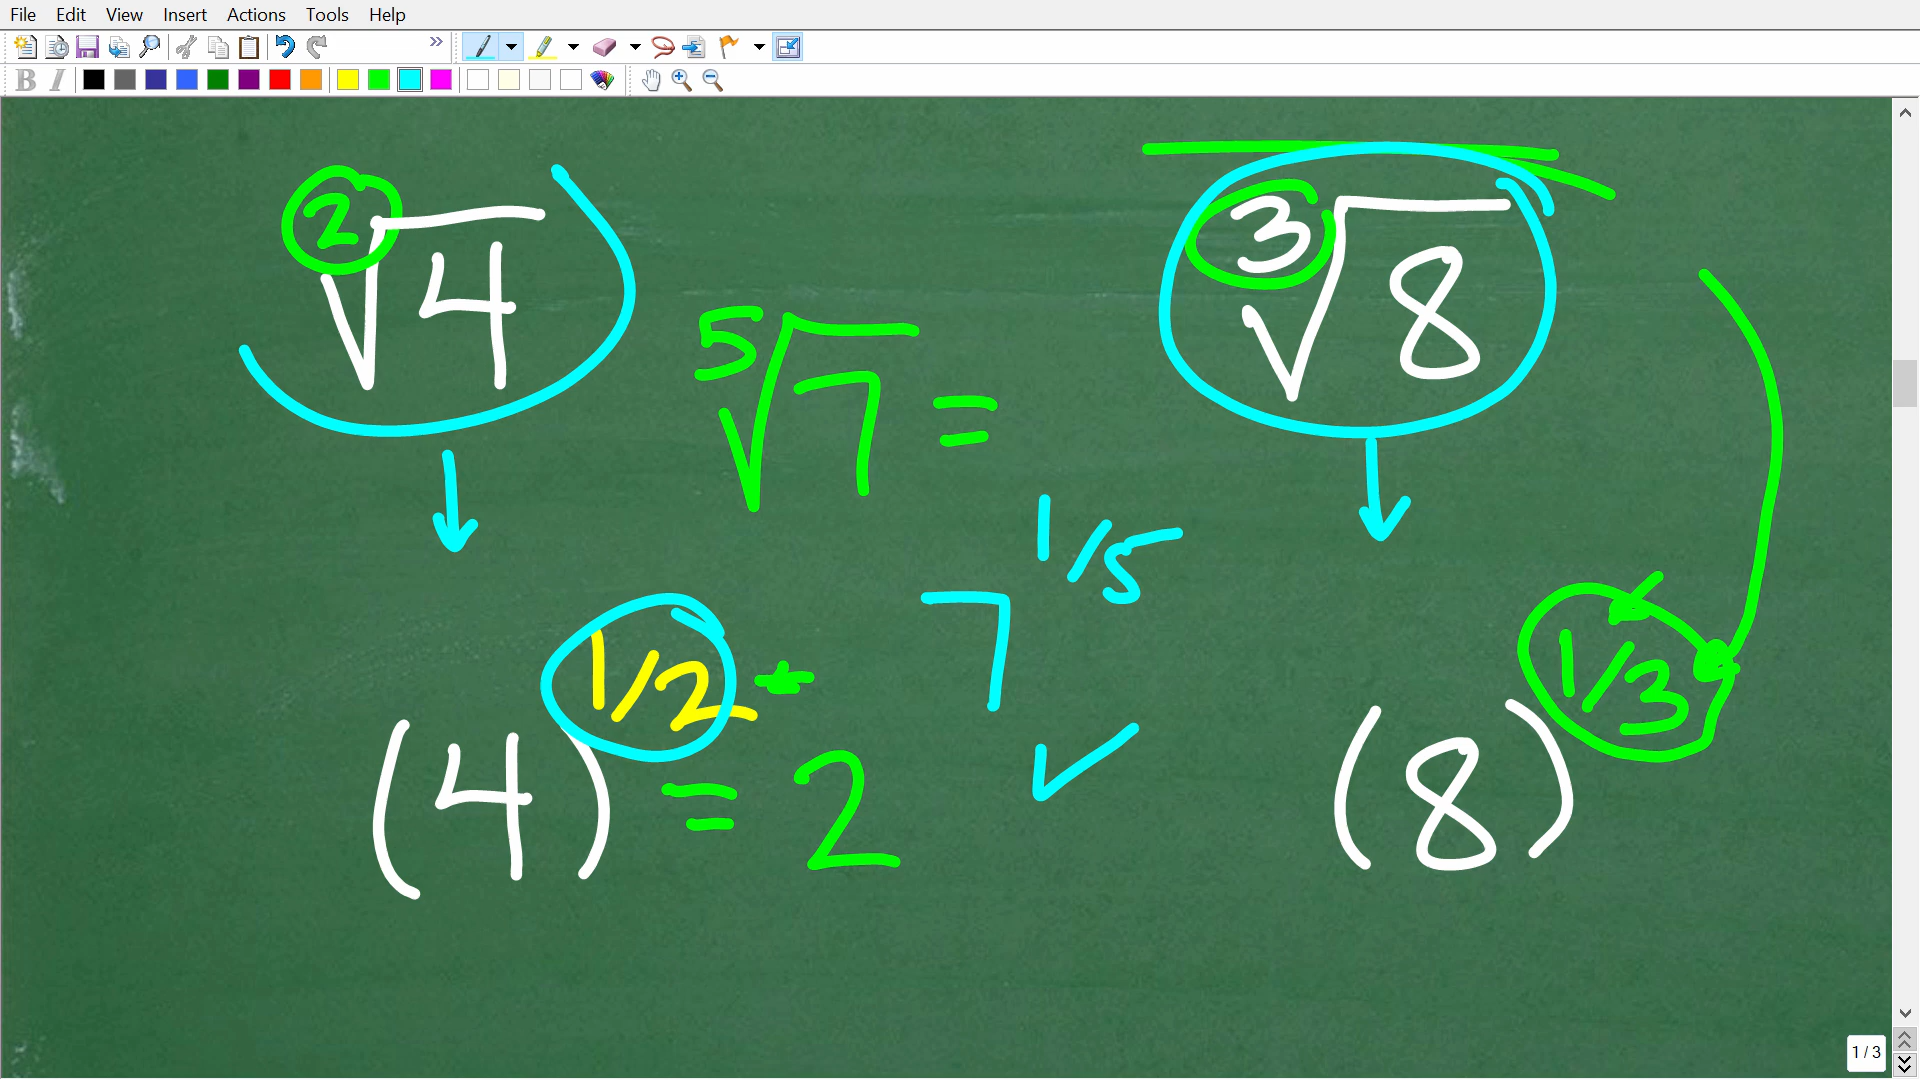 File Edit View Insert Actions Tools Help
B I
²√4
³√8
⁵√7 =
7^1/5
(4)^1/2 = 2
(8)^1/3
1 / 3